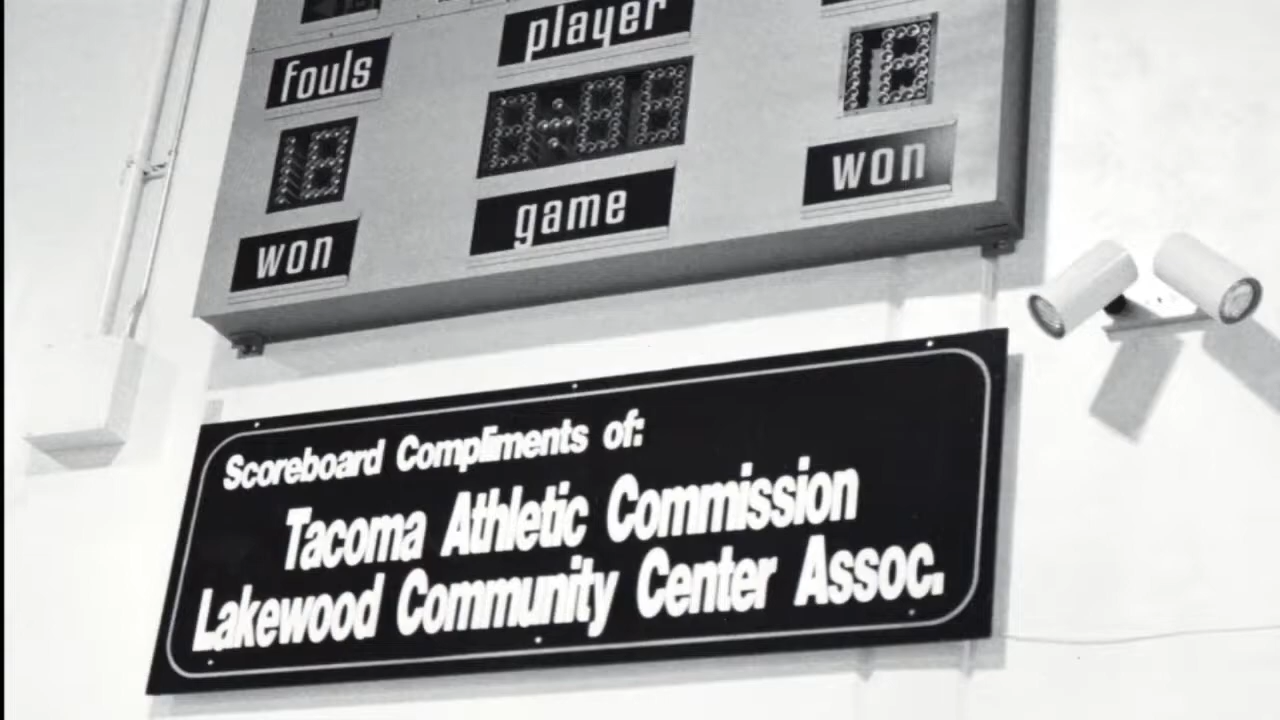 player
fouls
won
game
won
Scoreboard Compliments of:
Tacoma Athletic Commission
Lakewood Community Center Assoc.